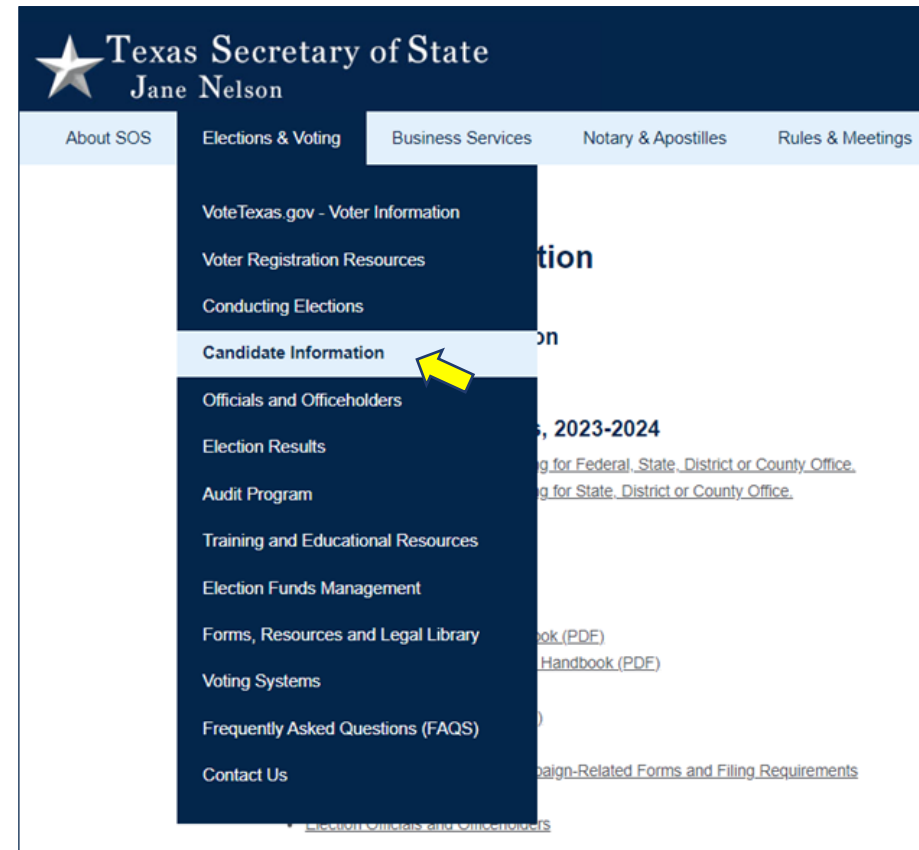 Texas Secretary of State
Jane Nelson
About SOS Elections & Voting Business Services Notary & Apostilles Rules & Meetings
VoteTexas.gov - Voter Information
Voter Registration Resources
tion
Conducting Elections
on
Candidate Information
Officials and Officeholders
s, 2023-2024
Election Results
g for Federal, State, District or County Office.
g for State, District or County Office.
Audit Program
Training and Educational Resources
Election Funds Management
Forms, Resources and Legal Library
ook (PDF)
Handbook (PDF)
Voting Systems
)
Frequently Asked Questions (FAQS)
Contact Us
paign-Related Forms and Filing Requirements
Election Officials and Officeholders